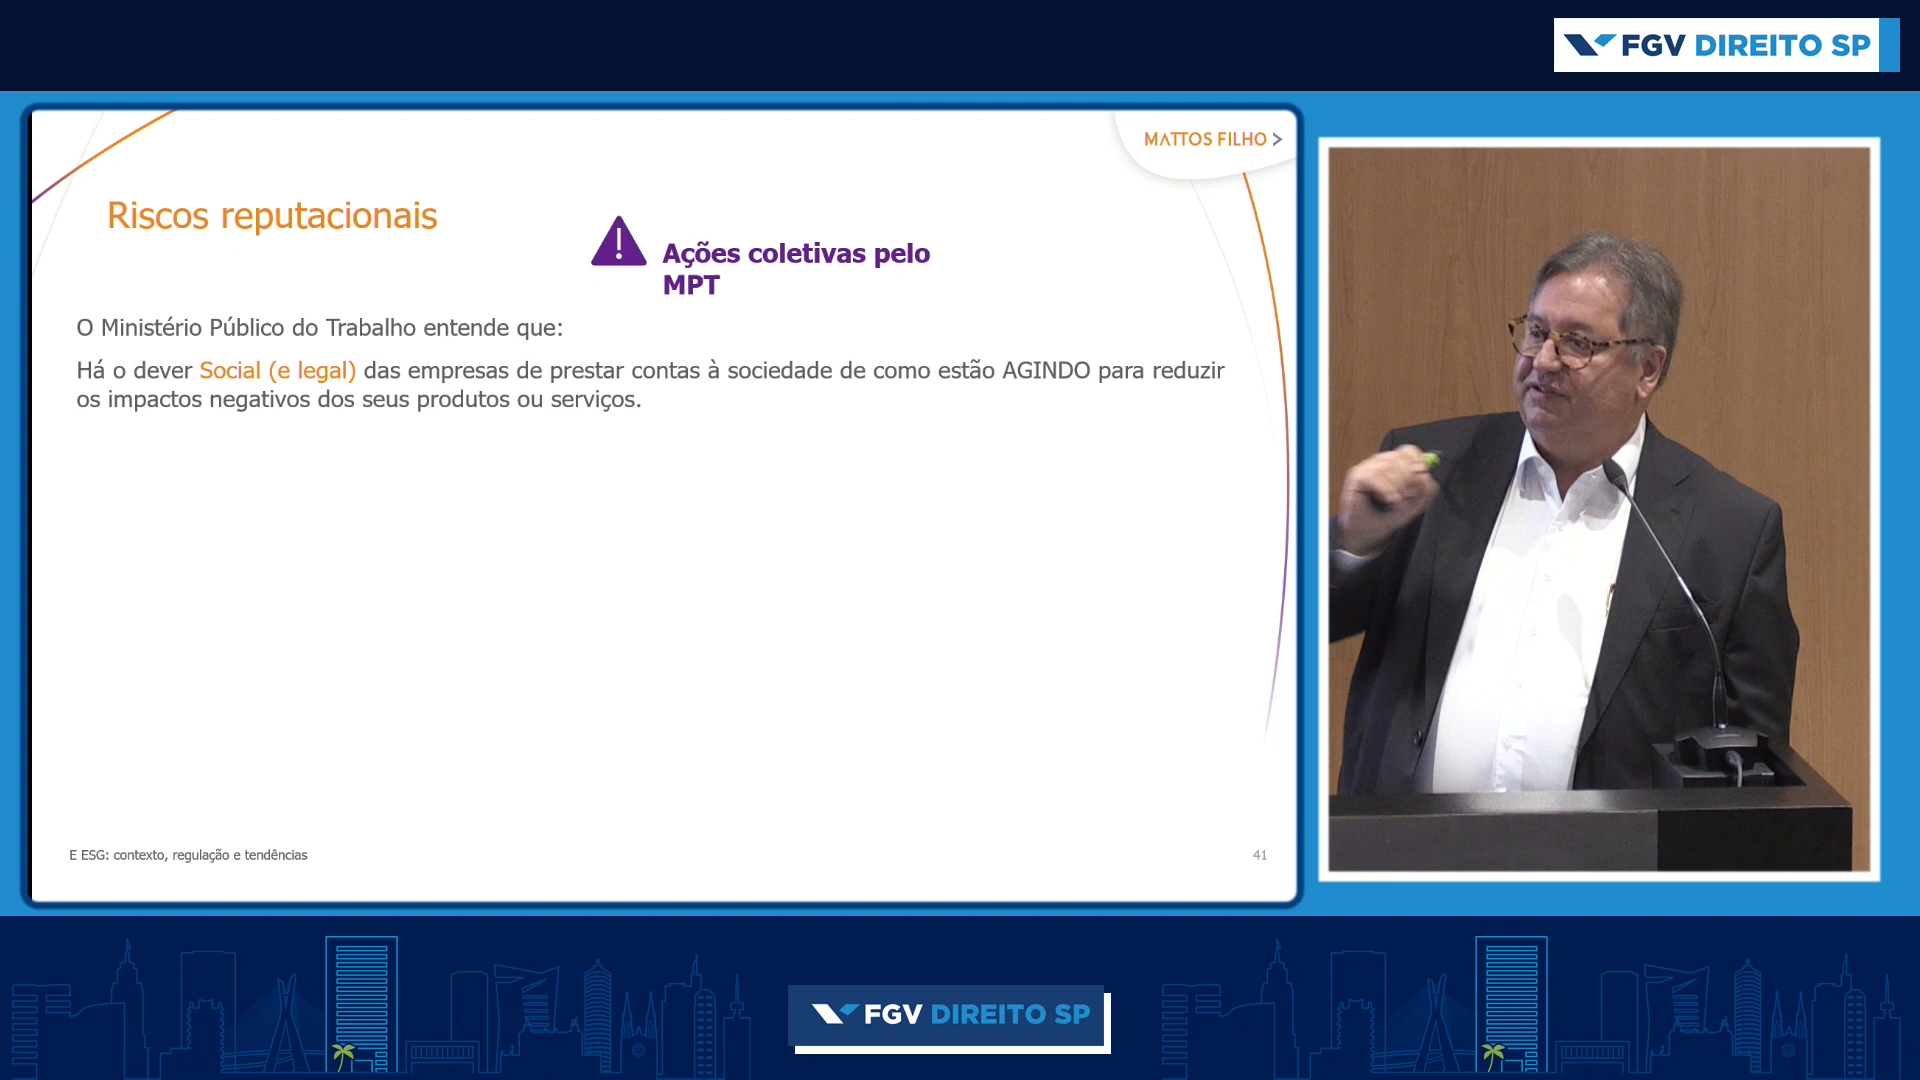 FGV DIREITO SP
MATTOS FILHO >
Riscos reputacionais
Ações coletivas pelo
MPT
O Ministério Público do Trabalho entende que:
Há o dever Social (e legal) das empresas de prestar contas à sociedade de como estão AGINDO para reduzir
os impactos negativos dos seus produtos ou serviços.
E ESG: contexto, regulação e tendências
41
FGV DIREITO SP